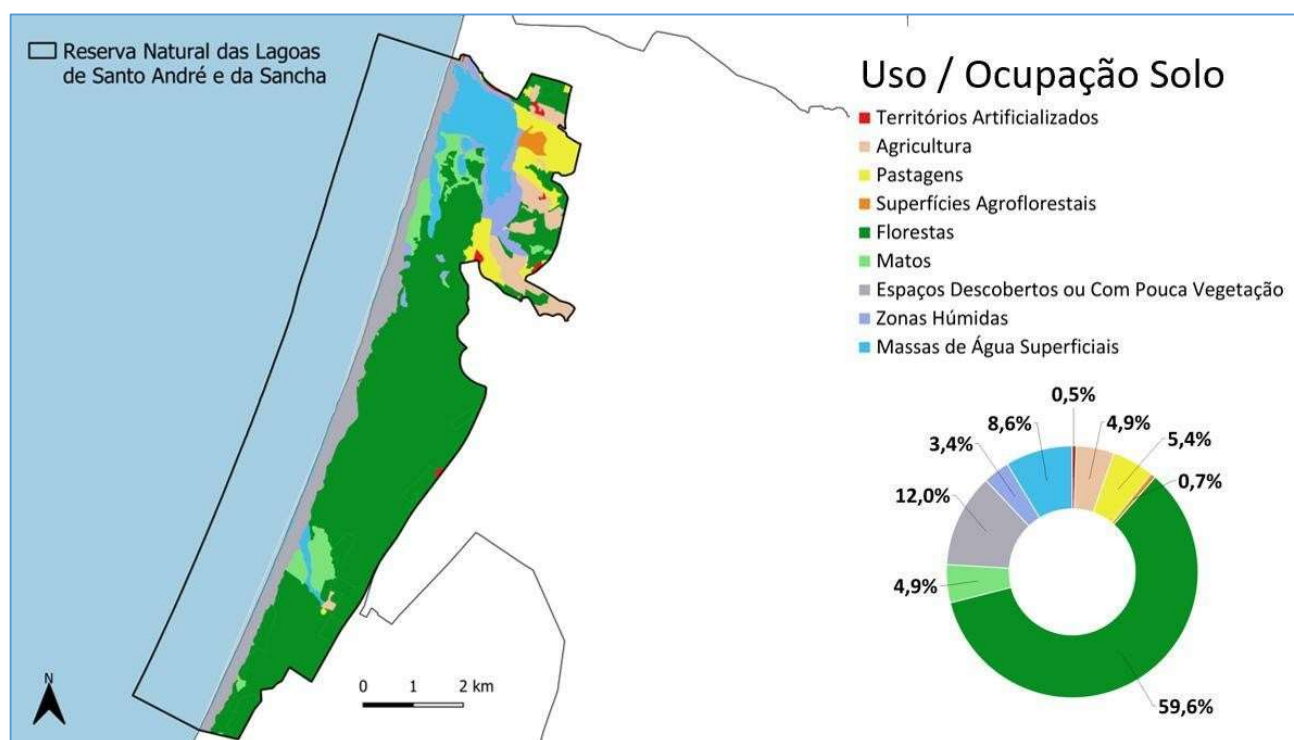 Reserva Natural das Lagoas
de Santo André e da Sancha
Uso / Ocupação Solo
Territórios Artificializados
Agricultura
Pastagens
Superfícies Agroflorestais
Florestas
Matos
Espaços Descobertos ou Com Pouca Vegetação
Zonas Húmidas
Massas de Água Superficiais
0,5%
8,6%
4,9%
3,4%
5,4%
0,7%
12,0%
4,9%
59,6%
N
0 1 2 km